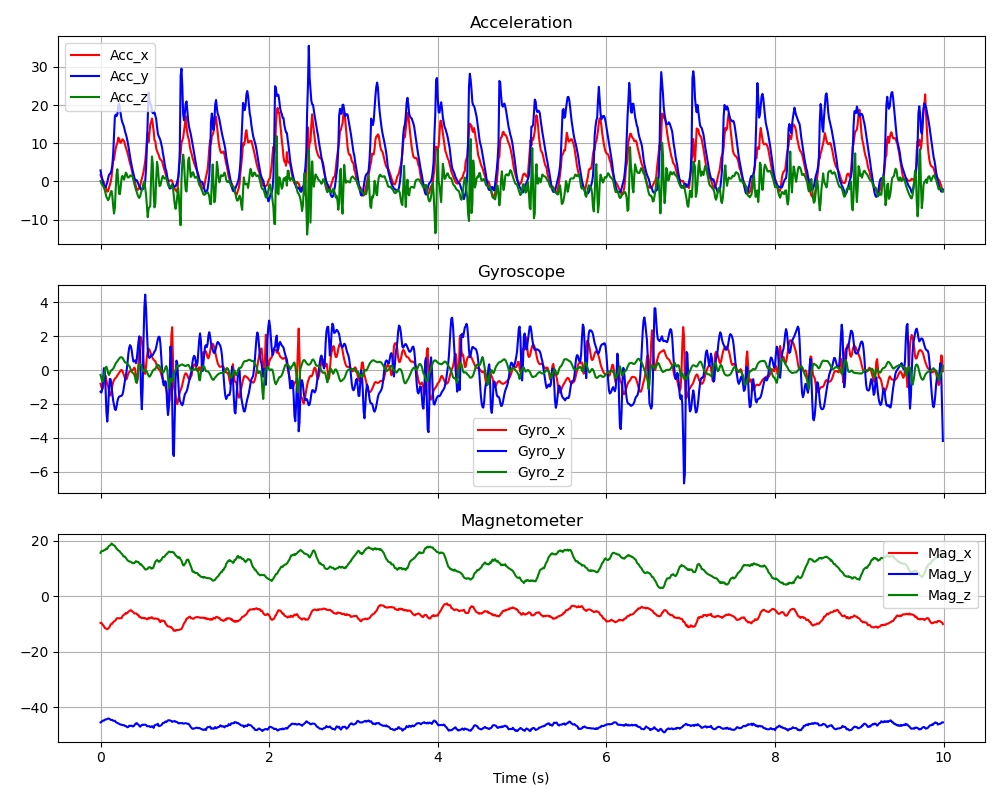 Acceleration
Acc_x
Acc_y
Acc_z
30
20
10
0
−10
Gyroscope
4
2
0
−2
−4
−6
Gyro_x
Gyro_y
Gyro_z
Magnetometer
20
0
−20
−40
Mag_x
Mag_y
Mag_z
0 2 4 6 8 10
Time (s)